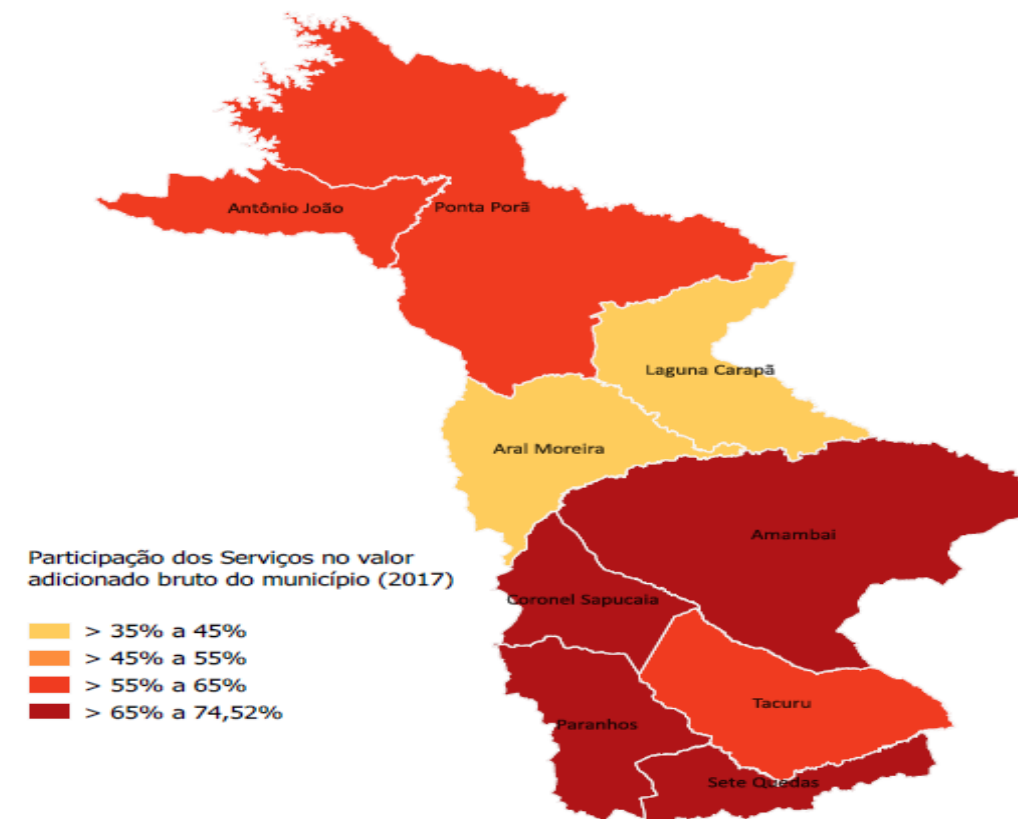 Antônio João
Ponta Porã
Laguna Carapã
Aral Moreira
Amambai
Participação dos Serviços no valor
adicionado bruto do município (2017)
Coronel Sapucaia
> 35% a 45%
> 45% a 55%
> 55% a 65%
> 65% a 74,52%
Tacuru
Paranhos
Sete Quedas